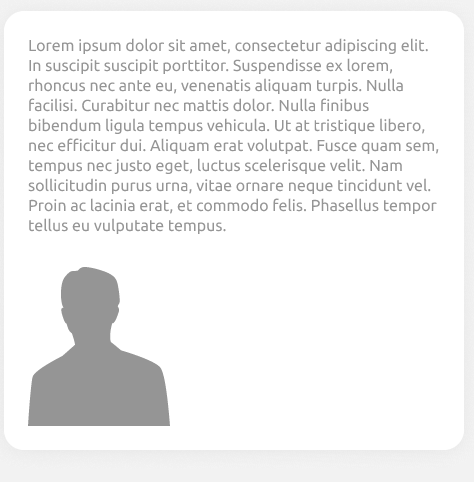 Lorem ipsum dolor sit amet, consectetur adipiscing elit.
In suscipit suscipit porttitor. Suspendisse ex lorem,
rhoncus nec ante eu, venenatis aliquam turpis. Nulla
facilisi. Curabitur nec mattis dolor. Nulla finibus
bibendum ligula tempus vehicula. Ut at tristique libero,
nec efficitur dui. Aliquam erat volutpat. Fusce quam sem,
tempus nec justo eget, luctus scelerisque velit. Nam
sollicitudin purus urna, vitae ornare neque tincidunt vel.
Proin ac lacinia erat, et commodo felis. Phasellus tempor
tellus eu vulputate tempus.